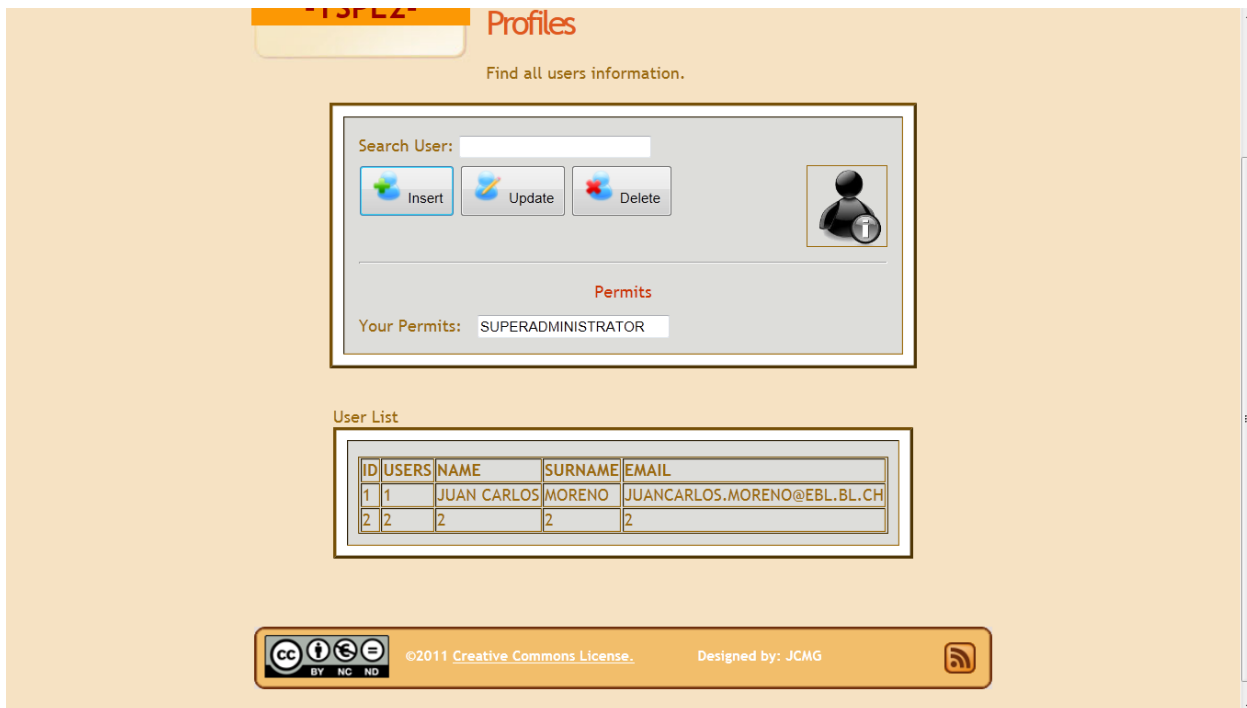 Profiles
Find all users information.
Search User:
Insert Update Delete
Permits
Your Permits: SUPERADMINISTRATOR
User List
ID USERS NAME SURNAME EMAIL
1 1 JUAN CARLOS MORENO JUANCARLOS.MORENO@EBL.BL.CH
2 2 2 2 2
cc BY NC ND ©2011 Creative Commons License. Designed by: JCMG